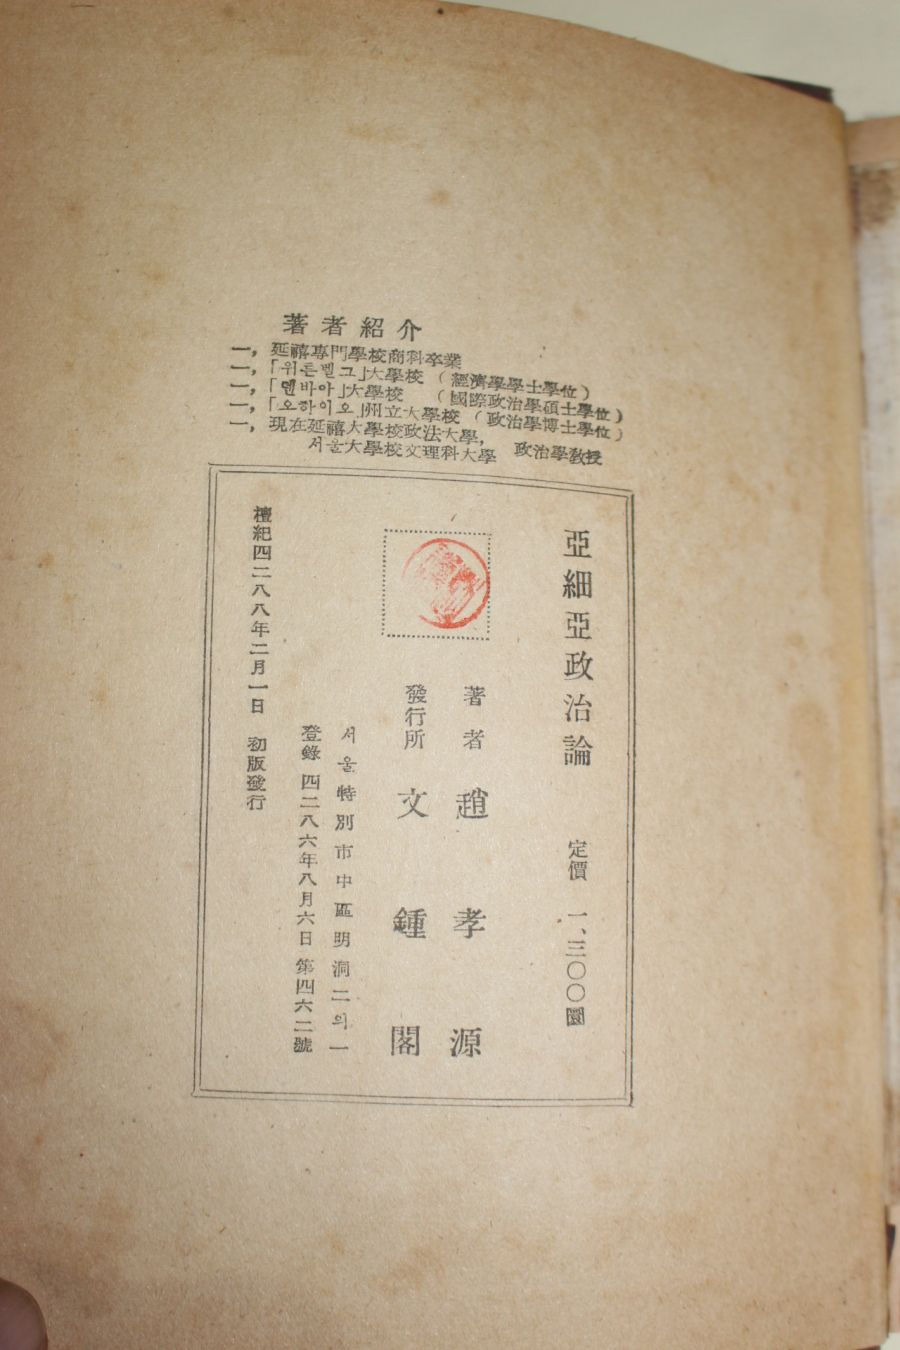 著者紹介
一, 延禧專門學校商科卒業
一, 「위튼벨그」大學校 (經濟學學士學位)
一, 「덴바아」大學校 (國際政治學碩士學位)
一, 「오하이오」州立大學校 (政治學博士學位)
一, 現在延禧大學校政法大學,
서울大學校文理科大學 政治學敎授
亞細亞政治論 定價 一、三〇〇圜
著者 趙孝源
發行所 文鍾閣
서울特別市中區明洞二의一
登錄 四二八六年八月六日 第四六二號
檀紀四二八八年二月一日 初版發行